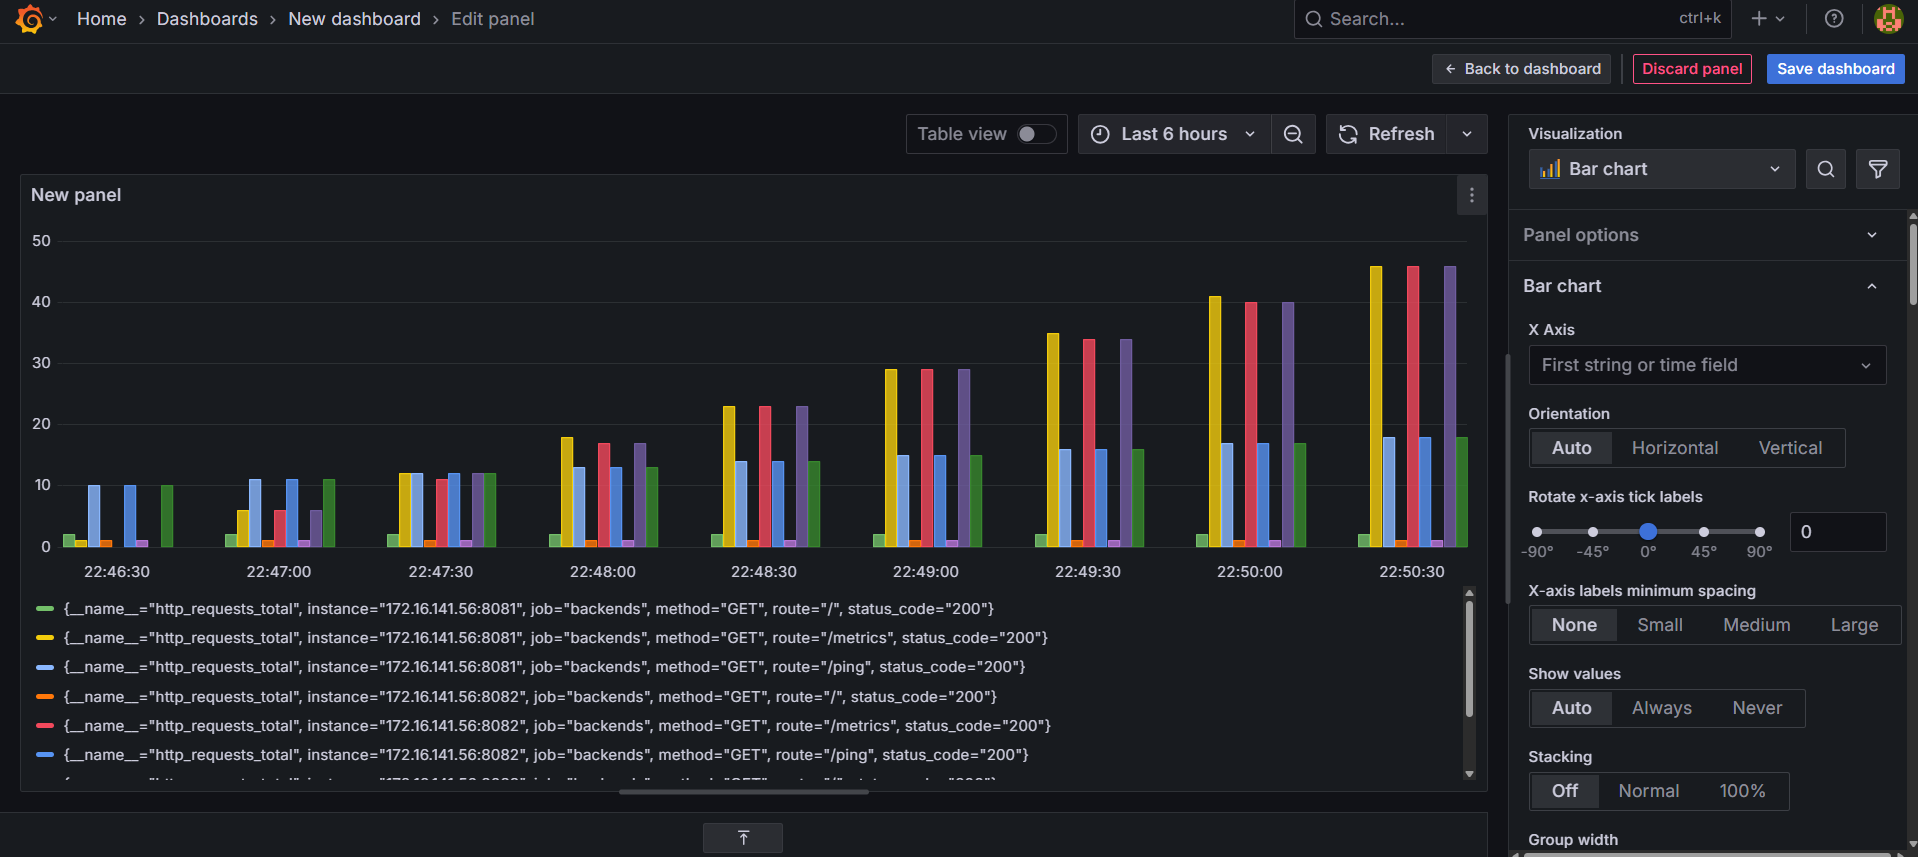 Home › Dashboards › New dashboard › Edit panel
Search...
ctrl+k
← Back to dashboard
Discard panel
Save dashboard
Table view
Last 6 hours
Refresh
New panel
50
40
30
20
10
0
22:46:30 22:47:00 22:47:30 22:48:00 22:48:30 22:49:00 22:49:30 22:50:00 22:50:30
{__name__="http_requests_total", instance="172.16.141.56:8081", job="backends", method="GET", route="/", status_code="200"}
{__name__="http_requests_total", instance="172.16.141.56:8081", job="backends", method="GET", route="/metrics", status_code="200"}
{__name__="http_requests_total", instance="172.16.141.56:8081", job="backends", method="GET", route="/ping", status_code="200"}
{__name__="http_requests_total", instance="172.16.141.56:8082", job="backends", method="GET", route="/", status_code="200"}
{__name__="http_requests_total", instance="172.16.141.56:8082", job="backends", method="GET", route="/metrics", status_code="200"}
{__name__="http_requests_total", instance="172.16.141.56:8082", job="backends", method="GET", route="/ping", status_code="200"}
Visualization
Bar chart
Panel options
Bar chart
X Axis
First string or time field
Orientation
Auto Horizontal Vertical
Rotate x-axis tick labels
-90° -45° 0° 45° 90°
0
X-axis labels minimum spacing
None Small Medium Large
Show values
Auto Always Never
Stacking
Off Normal 100%
Group width